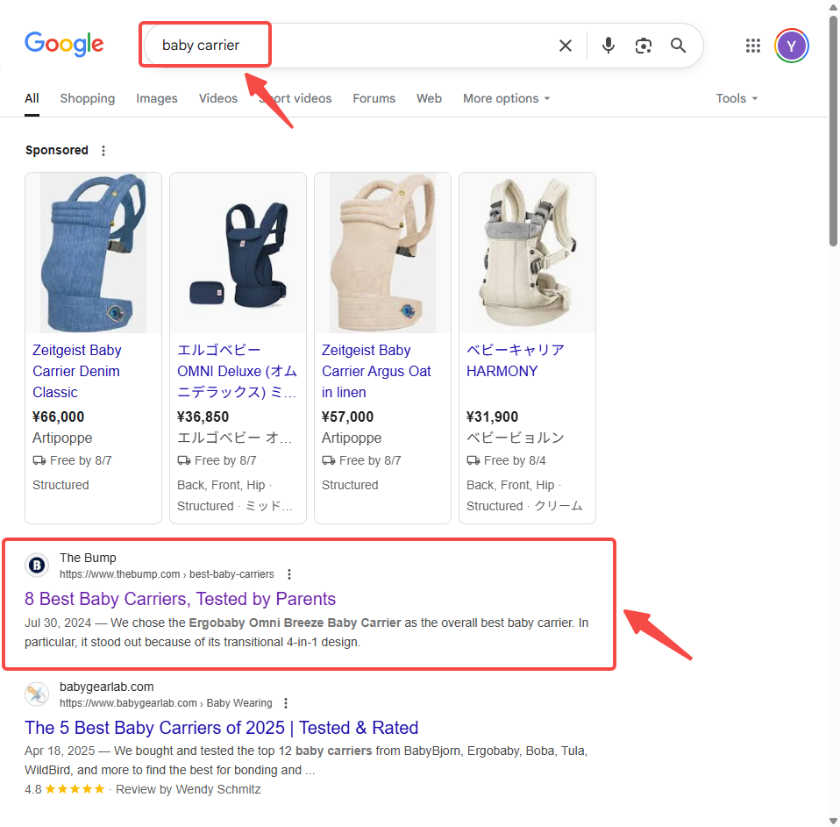 Google
baby carrier
Y
All Shopping Images Videos Short videos Forums Web More options Tools
Sponsored
Zeitgeist Baby
Carrier Denim
Classic
¥66,000
Artipoppe
Free by 8/7
Structured
エルゴベビー
OMNI Deluxe (オム
ニデラックス) ミ...
¥36,850
エルゴベビー オ...
Free by 8/7
Back, Front, Hip ·
Structured · ミッド...
Zeitgeist Baby
Carrier Argus Oat
in linen
¥57,000
Artipoppe
Free by 8/7
Structured
ベビーキャリア
HARMONY
¥31,900
ベビービョルン
Free by 8/4
Back, Front, Hip ·
Structured · クリーム
B
The Bump
https://www.thebump.com › best-baby-carriers
8 Best Baby Carriers, Tested by Parents
Jul 30, 2024 — We chose the Ergobaby Omni Breeze Baby Carrier as the overall best baby carrier. In
particular, it stood out because of its transitional 4-in-1 design.
babygearlab.com
https://www.babygearlab.com › Baby Wearing
The 5 Best Baby Carriers of 2025 | Tested & Rated
Apr 18, 2025 — We bought and tested the top 12 baby carriers from BabyBjorn, Ergobaby, Boba, Tula,
WildBird, and more to find the best for bonding and ...
4.8 ★★★★★ · Review by Wendy Schmitz